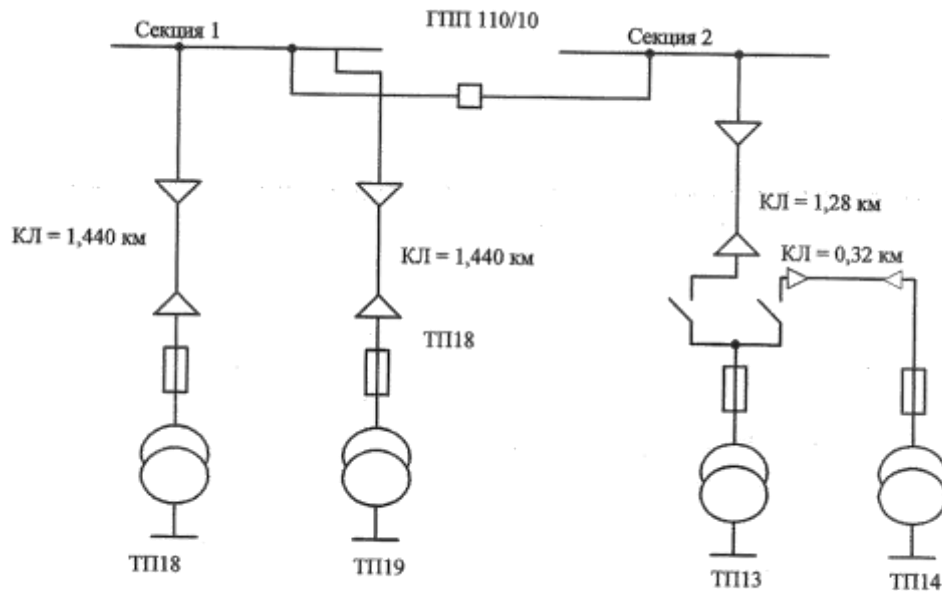 ГПП 110/10
Секция 1
Секция 2
КЛ = 1,28 км
КЛ = 1,440 км
КЛ = 1,440 км
КЛ = 0,32 км
ТП18
ТП18
ТП19
ТП13
ТП14